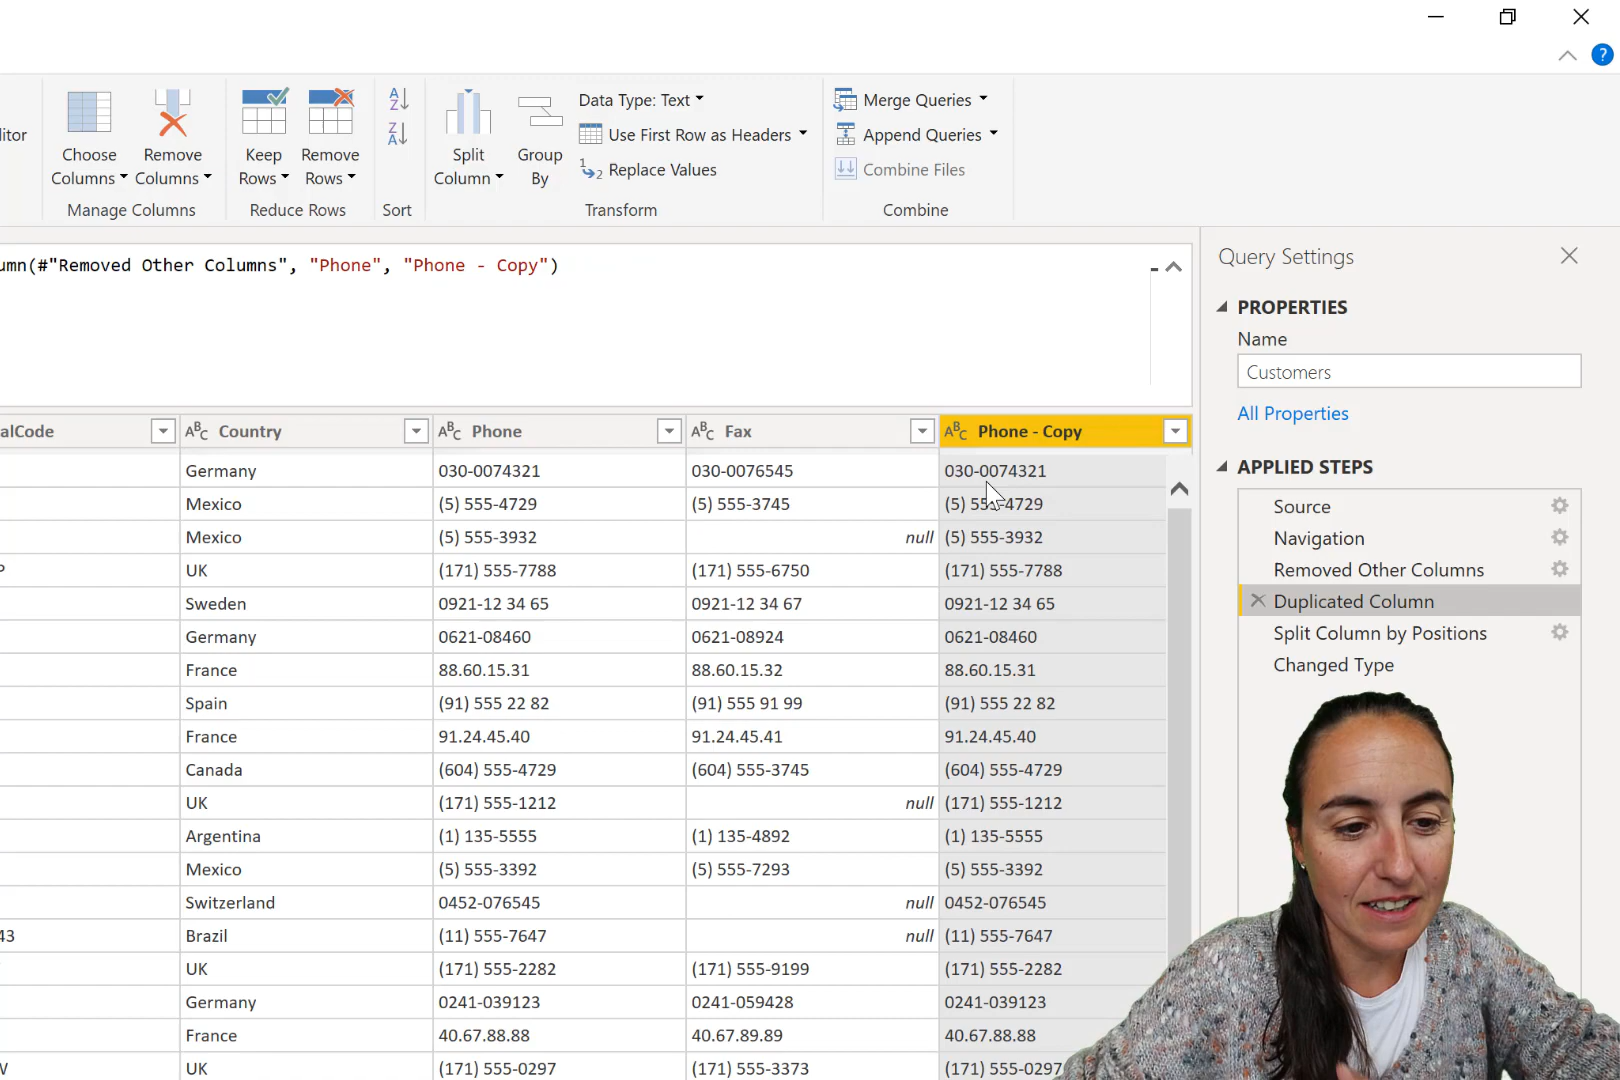 ?
itor
Choose Columns
Remove Columns
Manage Columns
Keep Rows
Remove Rows
Reduce Rows
A Z
Z A
Sort
Split Column
Group By
Data Type: Text
Use First Row as Headers
1 2 Replace Values
Transform
Merge Queries
Append Queries
Combine Files
Combine
umn(#"Removed Other Columns", "Phone", "Phone - Copy")
alCode ABC Country ABC Phone ABC Fax ABC Phone - Copy
Germany 030-0074321 030-0076545 030-0074321
Mexico (5) 555-4729 (5) 555-3745 (5) 555-4729
Mexico (5) 555-3932 null (5) 555-3932
P UK (171) 555-7788 (171) 555-6750 (171) 555-7788
Sweden 0921-12 34 65 0921-12 34 67 0921-12 34 65
Germany 0621-08460 0621-08924 0621-08460
France 88.60.15.31 88.60.15.32 88.60.15.31
Spain (91) 555 22 82 (91) 555 91 99 (91) 555 22 82
France 91.24.45.40 91.24.45.41 91.24.45.40
Canada (604) 555-4729 (604) 555-3745 (604) 555-4729
UK (171) 555-1212 null (171) 555-1212
Argentina (1) 135-5555 (1) 135-4892 (1) 135-5555
Mexico (5) 555-3392 (5) 555-7293 (5) 555-3392
Switzerland 0452-076545 null 0452-076545
43 Brazil (11) 555-7647 null (11) 555-7647
UK (171) 555-2282 (171) 555-9199 (171) 555-2282
Germany 0241-039123 0241-059428 0241-039123
France 40.67.88.88 40.67.89.89 40.67.88.88
UK (171) 555-0297 (171) 555-3373 (171) 555-0297
Query Settings
PROPERTIES
Name
Customers
All Properties
APPLIED STEPS
Source
Navigation
Removed Other Columns
Duplicated Column
Split Column by Positions
Changed Type